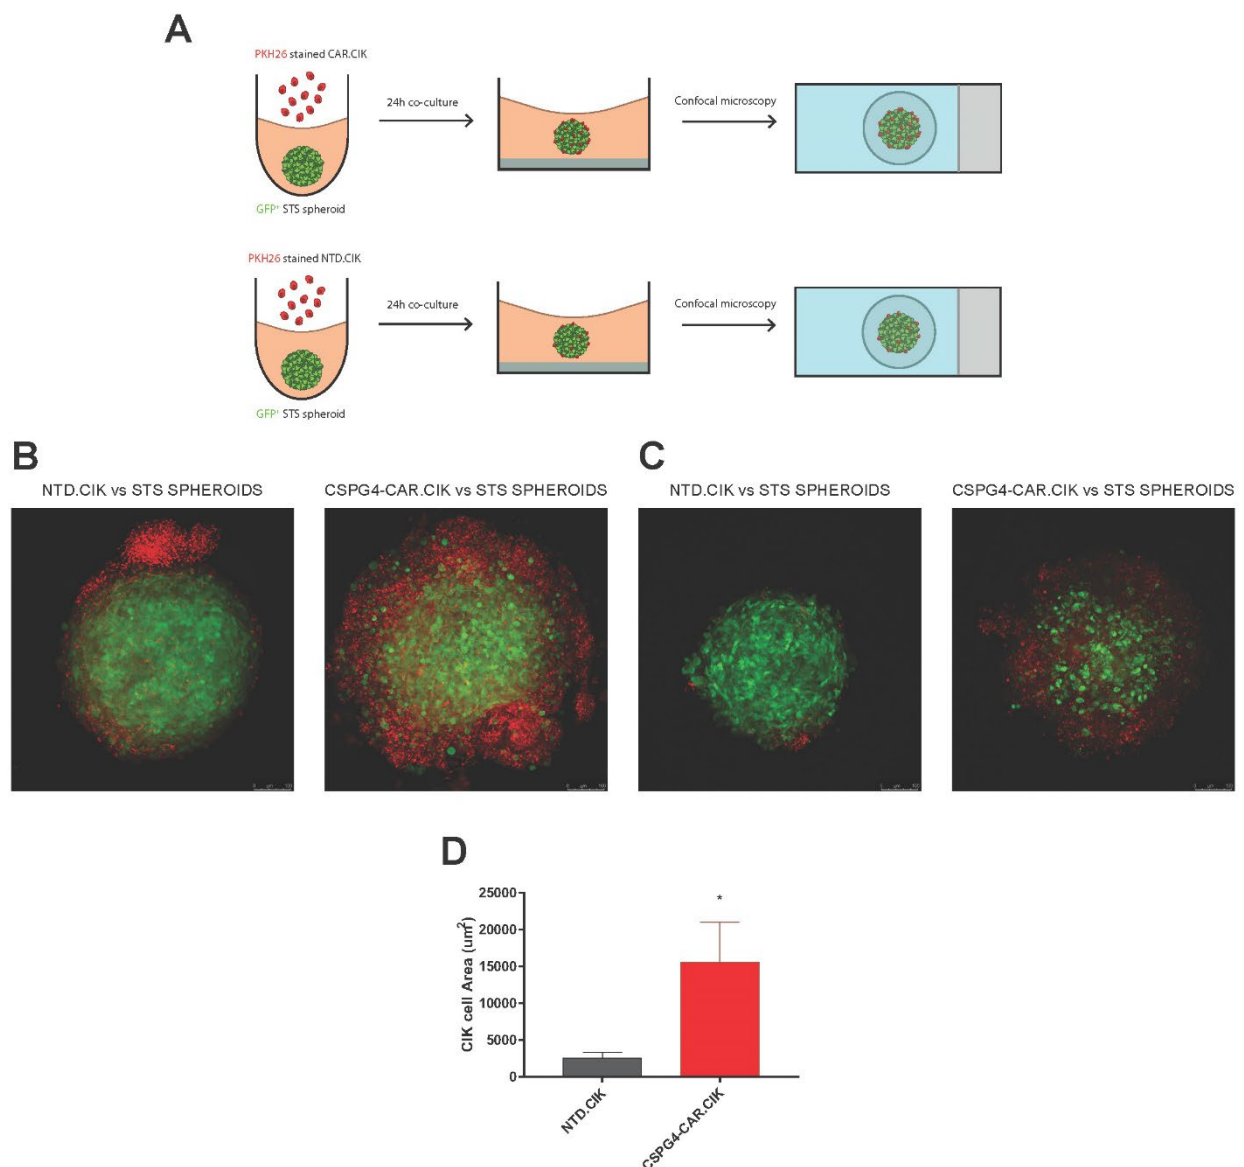 A
PKH26 stained CAR.CIK
24h co-culture
Confocal microscopy
GFP⁺ STS spheroid
PKH26 stained NTD.CIK
24h co-culture
Confocal microscopy
GFP⁺ STS spheroid
B
C
NTD.CIK vs STS SPHEROIDS
CSPG4-CAR.CIK vs STS SPHEROIDS
NTD.CIK vs STS SPHEROIDS
CSPG4-CAR.CIK vs STS SPHEROIDS
D
25000
20000
15000
10000
5000
0
CIK cell Area (um²)
*
NTD.CIK
CSPG4-CAR.CIK